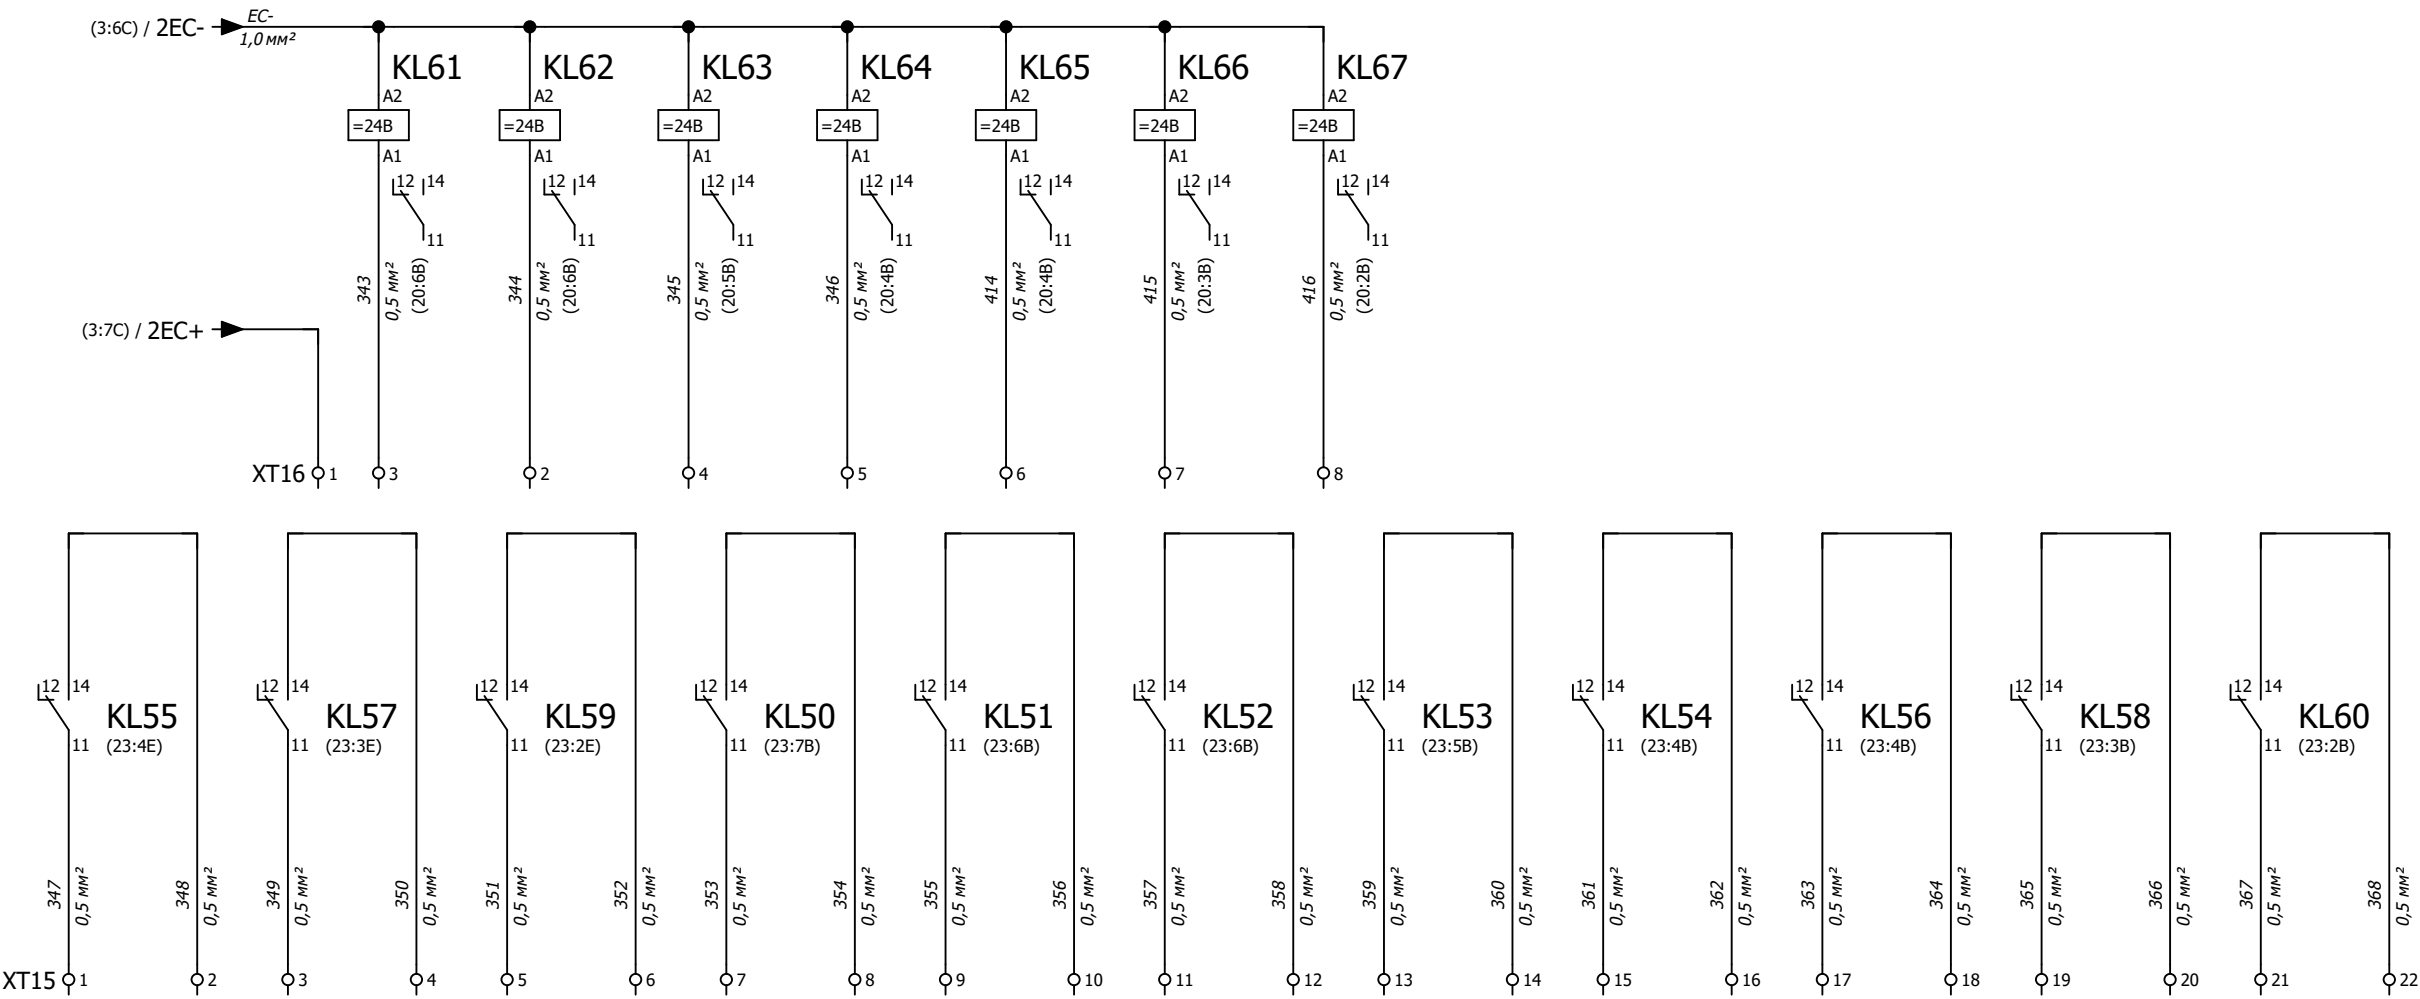 (3:6C) / 2EC-
EC-
1,0 мм²
KL61 KL62 KL63 KL64 KL65 KL66 KL67
A2 A2 A2 A2 A2 A2 A2
=24В =24В =24В =24В =24В =24В =24В
A1 A1 A1 A1 A1 A1 A1
12 14 12 14 12 14 12 14 12 14 12 14 12 14
11 11 11 11 11 11 11
343 0,5 мм² (20:6B) 344 0,5 мм² (20:6B) 345 0,5 мм² (20:5B) 346 0,5 мм² (20:4B) 414 0,5 мм² (20:4B) 415 0,5 мм² (20:3B) 416 0,5 мм² (20:2B)
(3:7C) / 2EC+
XT16 1 3 2 4 5 6 7 8
12 14 12 14 12 14 12 14 12 14 12 14 12 14 12 14 12 14 12 14 12 14
KL55 KL57 KL59 KL50 KL51 KL52 KL53 KL54 KL56 KL58 KL60
11 (23:4E) 11 (23:3E) 11 (23:2E) 11 (23:7B) 11 (23:6B) 11 (23:6B) 11 (23:5B) 11 (23:4B) 11 (23:4B) 11 (23:3B) 11 (23:2B)
347 0,5 мм² 348 0,5 мм² 349 0,5 мм² 350 0,5 мм² 351 0,5 мм² 352 0,5 мм² 353 0,5 мм² 354 0,5 мм² 355 0,5 мм² 356 0,5 мм² 357 0,5 мм² 358 0,5 мм² 359 0,5 мм² 360 0,5 мм² 361 0,5 мм² 362 0,5 мм² 363 0,5 мм² 364 0,5 мм² 365 0,5 мм² 366 0,5 мм² 367 0,5 мм² 368 0,5 мм²
XT15 1 2 3 4 5 6 7 8 9 10 11 12 13 14 15 16 17 18 19 20 21 22